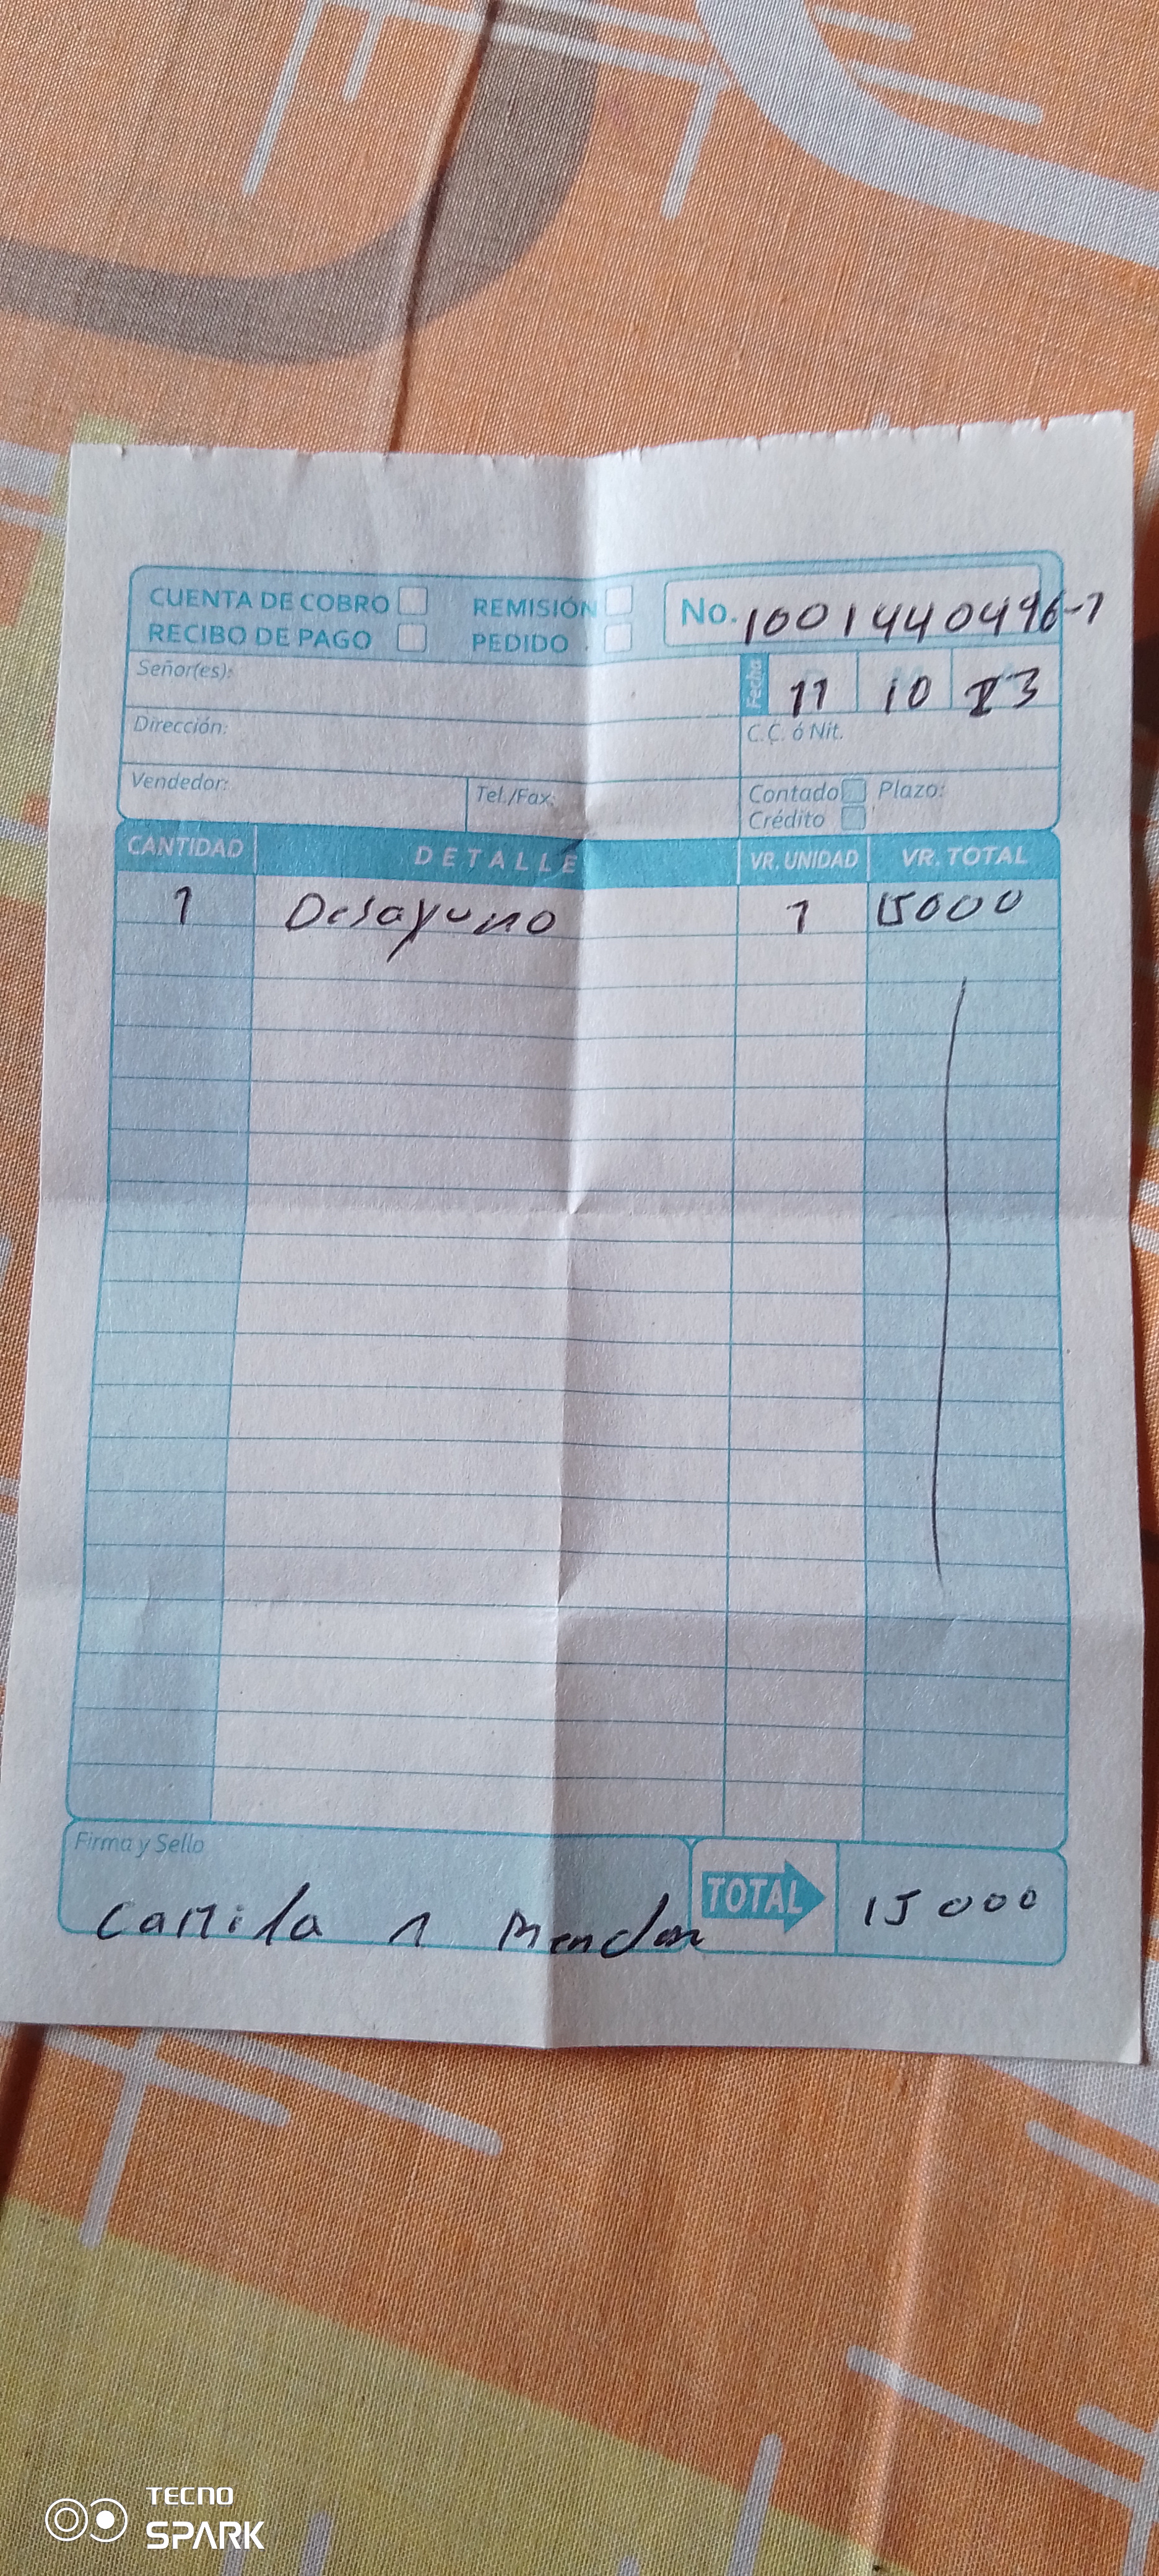 CUENTA DE COBRO REMISIÓN No. 1001440496-7
RECIBO DE PAGO PEDIDO
Señor(es): Fecha 11 10 23
Dirección: C.C. ó Nit.
Vendedor: Tel./Fax: Contado Plazo:
Crédito
CANTIDAD DETALLE VR. UNIDAD VR. TOTAL
1 Desayuno 1 15000
Firma y Sello
Camila 1 TOTAL 15000
TECNO
SPARK